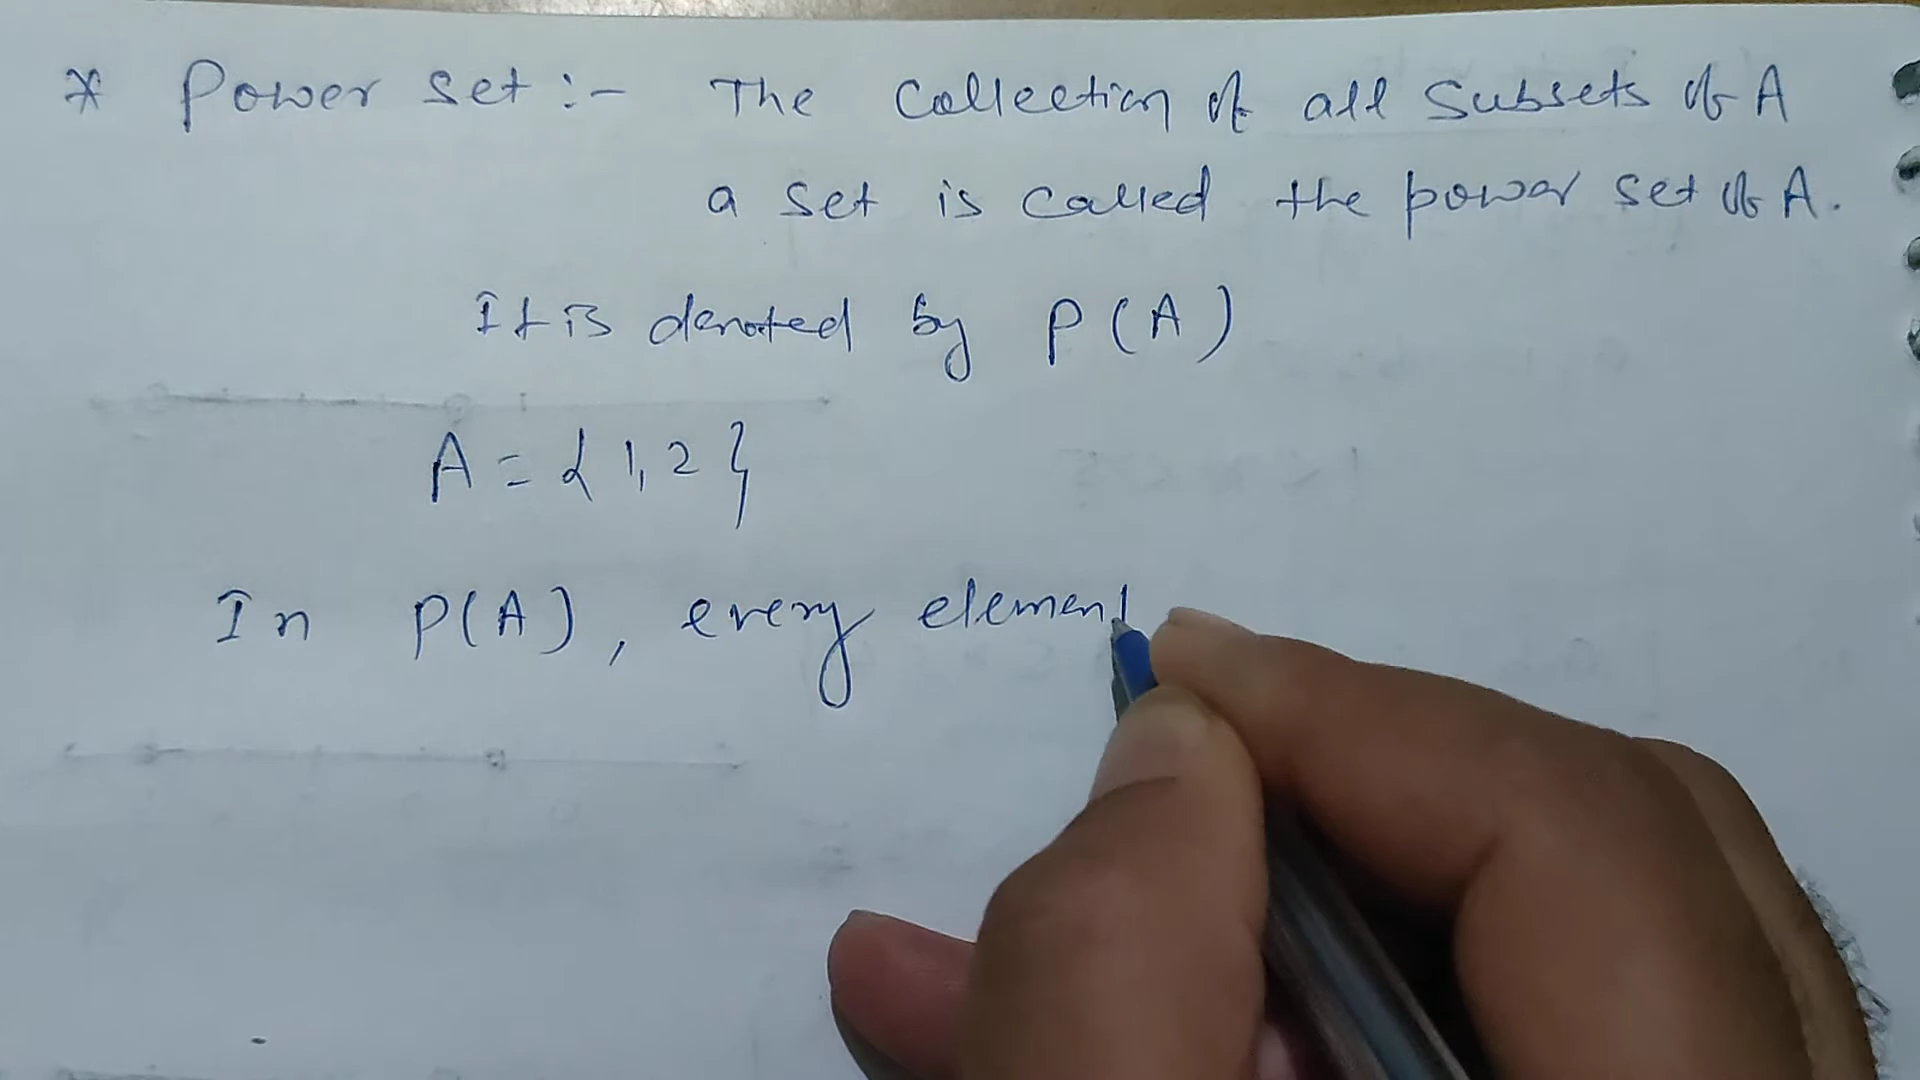 * Power set :- The Collection of all Subsets of A
a set is called the power set of A.
It is denoted by P(A)
A = { 1, 2 }
In P(A), every element